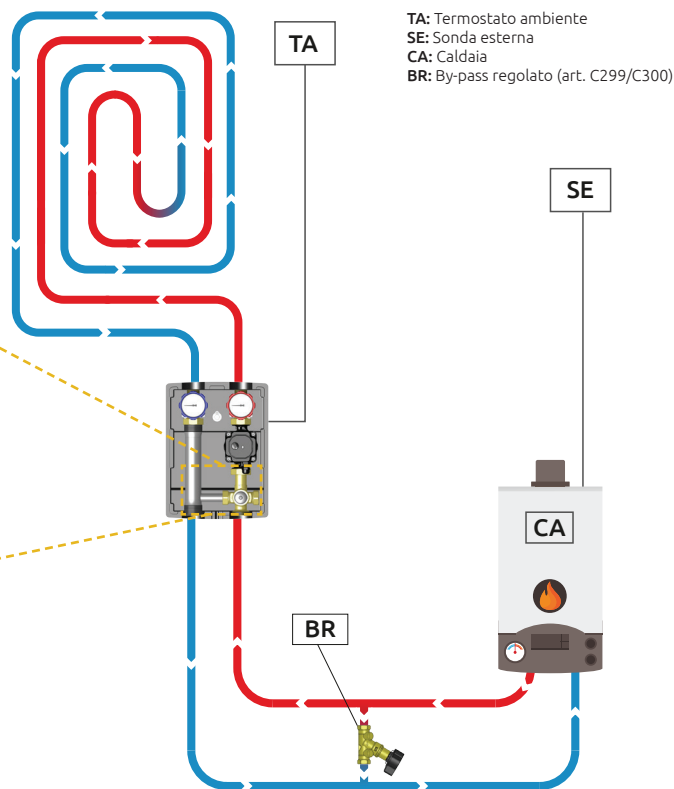 TA
TA: Termostato ambiente
SE: Sonda esterna
CA: Caldaia
BR: By-pass regolato (art. C299/C300)
SE
CA
BR